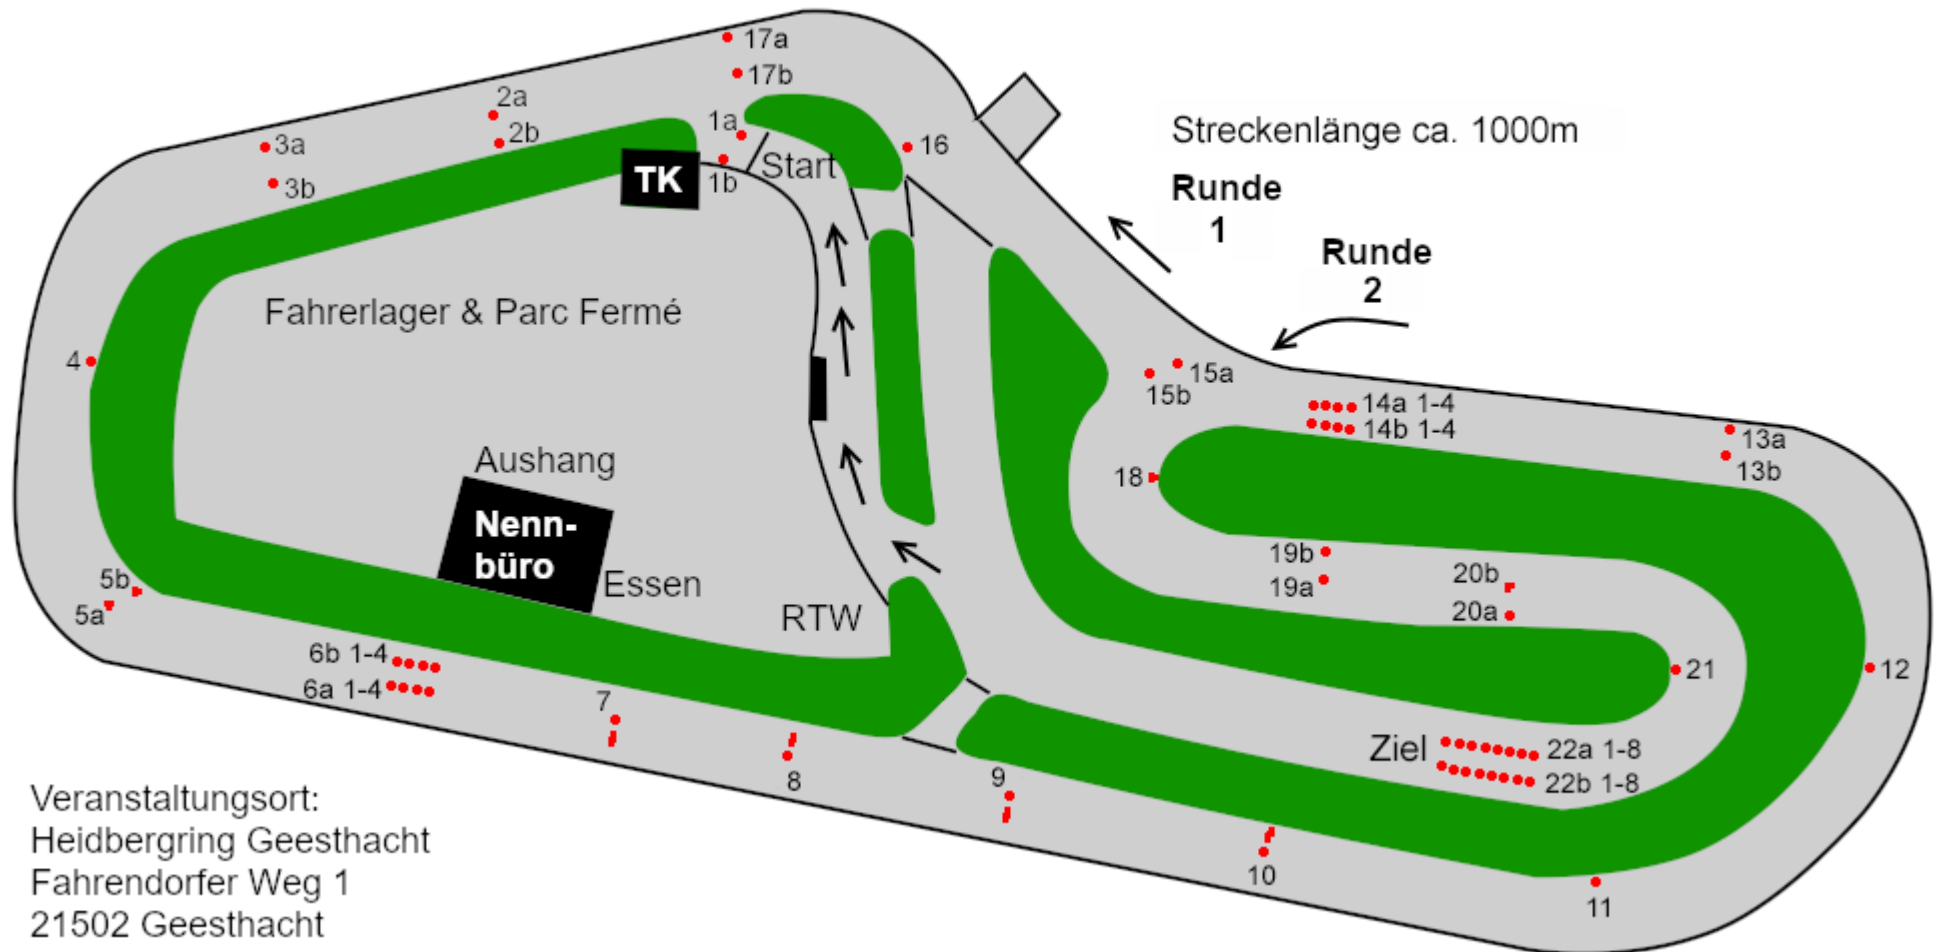 17a
17b
2a
2b
1a
3a
3b
16
Start
TK
1b
Streckenlänge ca. 1000m
Runde
1
Runde
2
Fahrerlager & Parc Fermé
4
15a
15b
14a 1-4
14b 1-4
13a
13b
18
Aushang
Nenn-
büro
Essen
RTW
19b
19a
20b
20a
5b
5a
6b 1-4
6a 1-4
7
8
9
10
11
12
21
Ziel
22a 1-8
22b 1-8
Veranstaltungsort:
Heidbergring Geesthacht
Fahrendorfer Weg 1
21502 Geesthacht